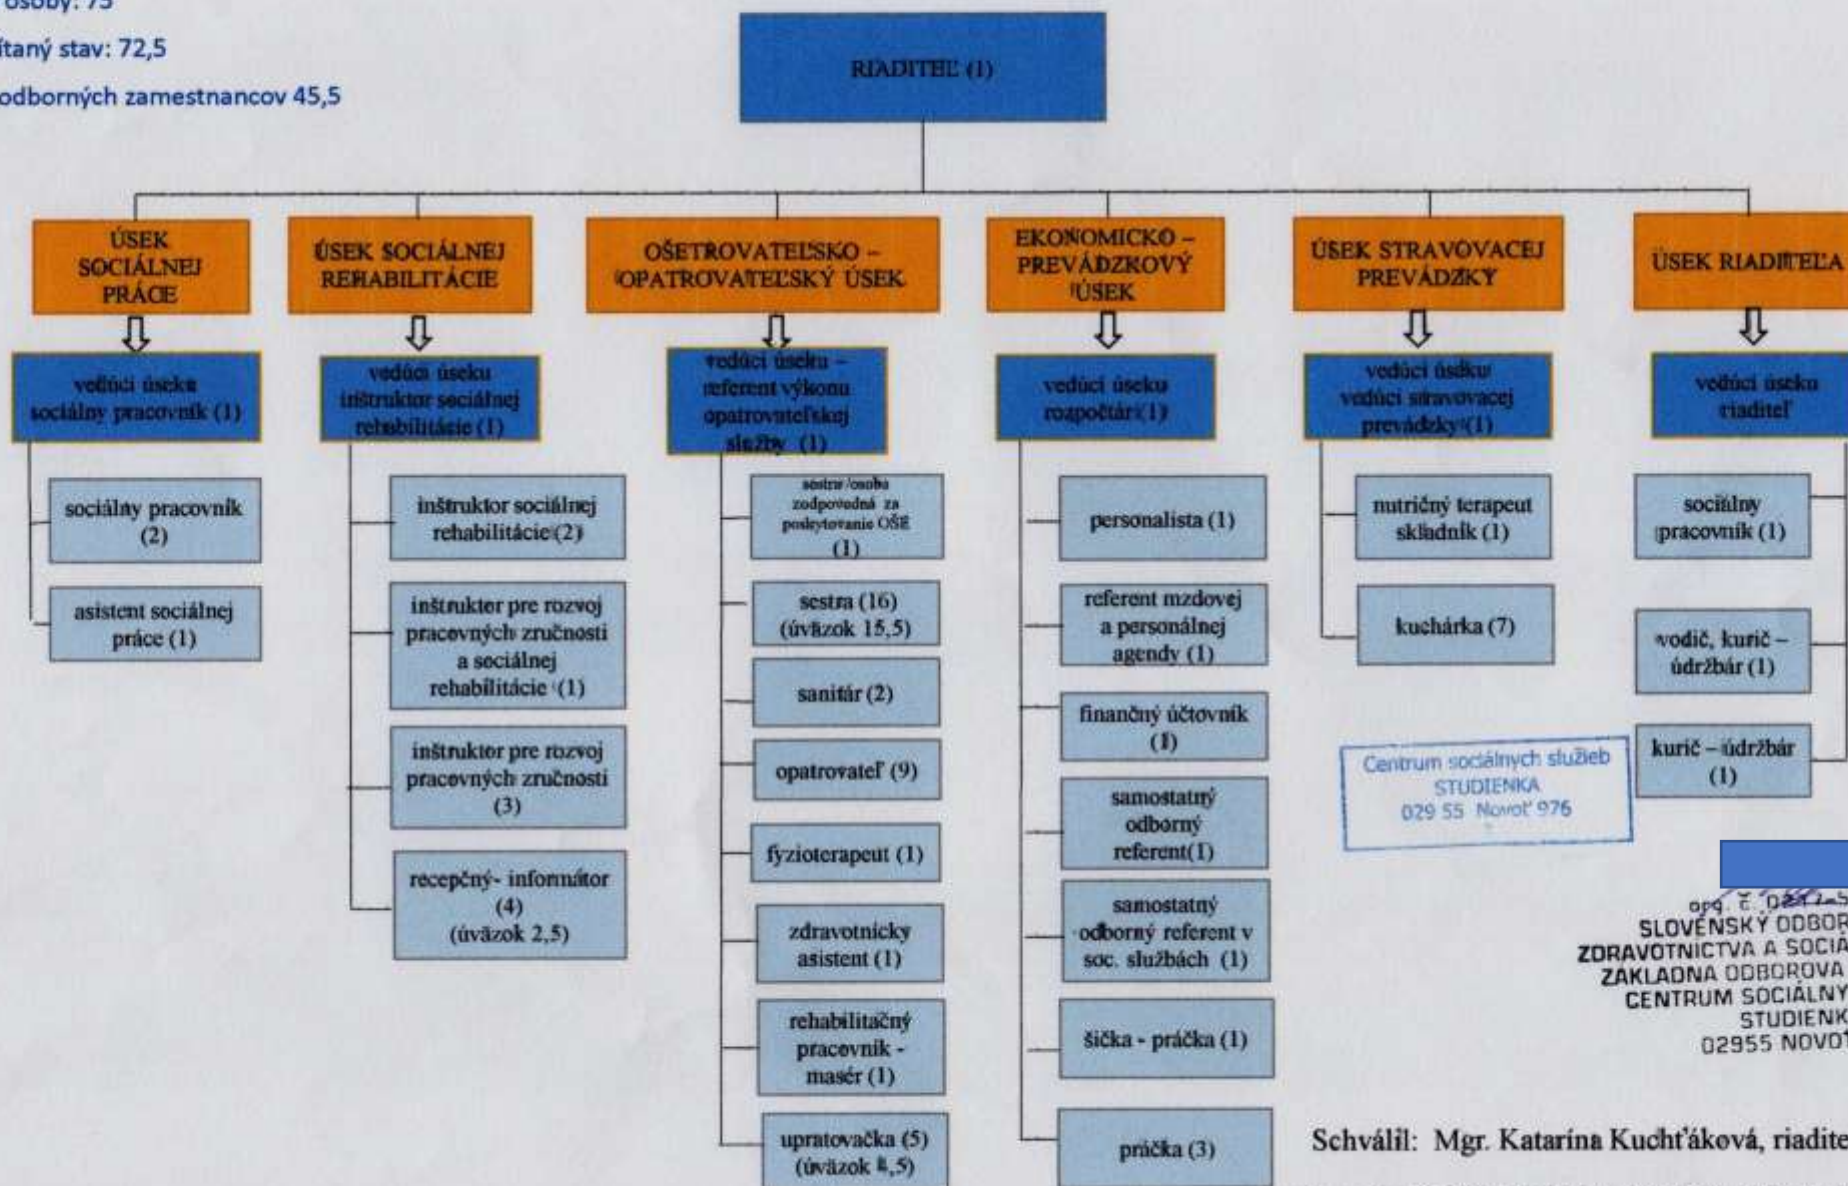 osoby: 75
ítaný stav: 72,5
odborných zamestnancov 45,5
RIADITEĽ (1)
ÚSEK
SOCIÁLNEJ
PRÁCE
vedúci úseku
sociálny pracovník (1)
sociálny pracovník
(2)
asistent sociálnej
práce (1)
ÚSEK SOCIÁLNEJ
REHABILITÁCIE
vedúci úseku
inštruktor sociálnej
rehabilitácie (1)
inštruktor sociálnej
rehabilitácie (2)
inštruktor pre rozvoj
pracovných zručností
a sociálnej
rehabilitácie (1)
inštruktor pre rozvoj
pracovných zručností
(3)
recepčný- informátor
(4)
(úväzok 2,5)
OŠETROVATEĽSKO –
OPATROVATEĽSKÝ ÚSEK
vedúci úseku –
referent výkonu
opatrovateľskej
služby (1)
sestra /osoba
zodpovedná za
poskytovanie OŠE
(1)
sestra (16)
(úväzok 15,5)
sanitár (2)
opatrovateľ (9)
fyzioterapeut (1)
zdravotnícky
asistent (1)
rehabilitačný
pracovník -
masér (1)
upratovačka (5)
(úväzok ,5)
EKONOMICKO –
PREVÁDZKOVÝ
ÚSEK
vedúci úseku
rozpočtár (1)
personalista (1)
referent mzdovej
a personálnej
agendy (1)
finančný účtovník
(1)
samostatný
odborný
referent(1)
samostatný
odborný referent v
soc. službách (1)
šička - práčka (1)
práčka (3)
ÚSEK STRAVOVACEJ
PREVÁDZKY
vedúci úseku
vedúci stravovacej
prevádzky (1)
nutričný terapeut
skladník (1)
kuchárka (7)
ÚSEK RIADITEĽA
vedúci úseku
riaditeľ
sociálny
pracovník (1)
vodič, kurič –
údržbár (1)
kurič – údržbár
(1)
Centrum sociálnych služieb
STUDIENKA
029 55 Novoť 976
org. č.
SLOVENSKÝ ODBOR
ZDRAVOTNÍCTVA A SOCIÁ
ZÁKLADNÁ ODBOROVÁ
CENTRUM SOCIÁLNY
STUDIENK
02955 NOVOŤ
Schválil: Mgr. Katarína Kuchťáková, riadite